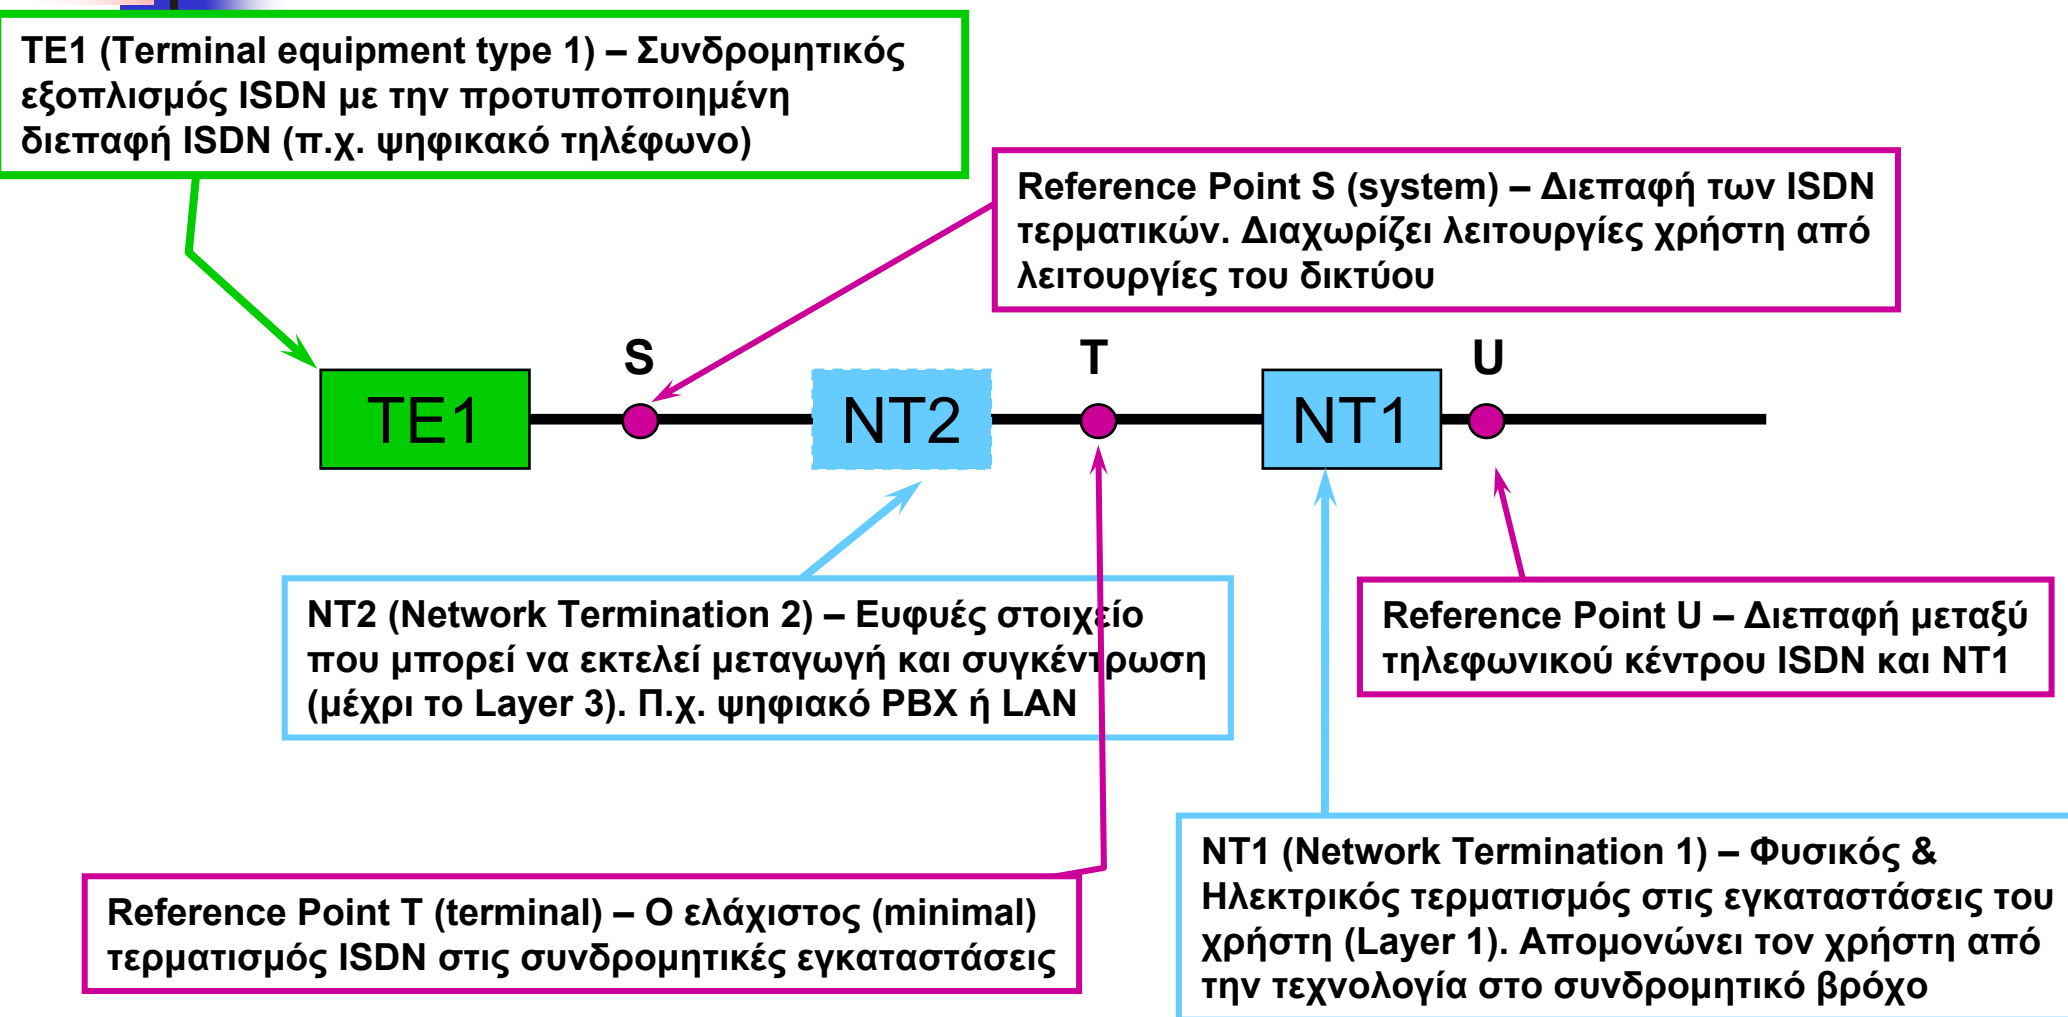 TE1 (Terminal equipment type 1) – Συνδρομητικός
εξοπλισμός ISDN με την προτυποποιημένη
διεπαφή ISDN (π.χ. ψηφικακό τηλέφωνο)
Reference Point S (system) – Διεπαφή των ISDN
τερματικών. Διαχωρίζει λειτουργίες χρήστη από
λειτουργίες του δικτύου
S
T
U
TE1
NT2
NT1
NT2 (Network Termination 2) – Ευφυές στοιχείο
που μπορεί να εκτελεί μεταγωγή και συγκέντρωση
(μέχρι το Layer 3). Π.χ. ψηφιακό PBX ή LAN
Reference Point U – Διεπαφή μεταξύ
τηλεφωνικού κέντρου ISDN και NT1
Reference Point T (terminal) – Ο ελάχιστος (minimal)
τερματισμός ISDN στις συνδρομητικές εγκαταστάσεις
NT1 (Network Termination 1) – Φυσικός &
Ηλεκτρικός τερματισμός στις εγκαταστάσεις του
χρήστη (Layer 1). Απομονώνει τον χρήστη από
την τεχνολογία στο συνδρομητικό βρόχο